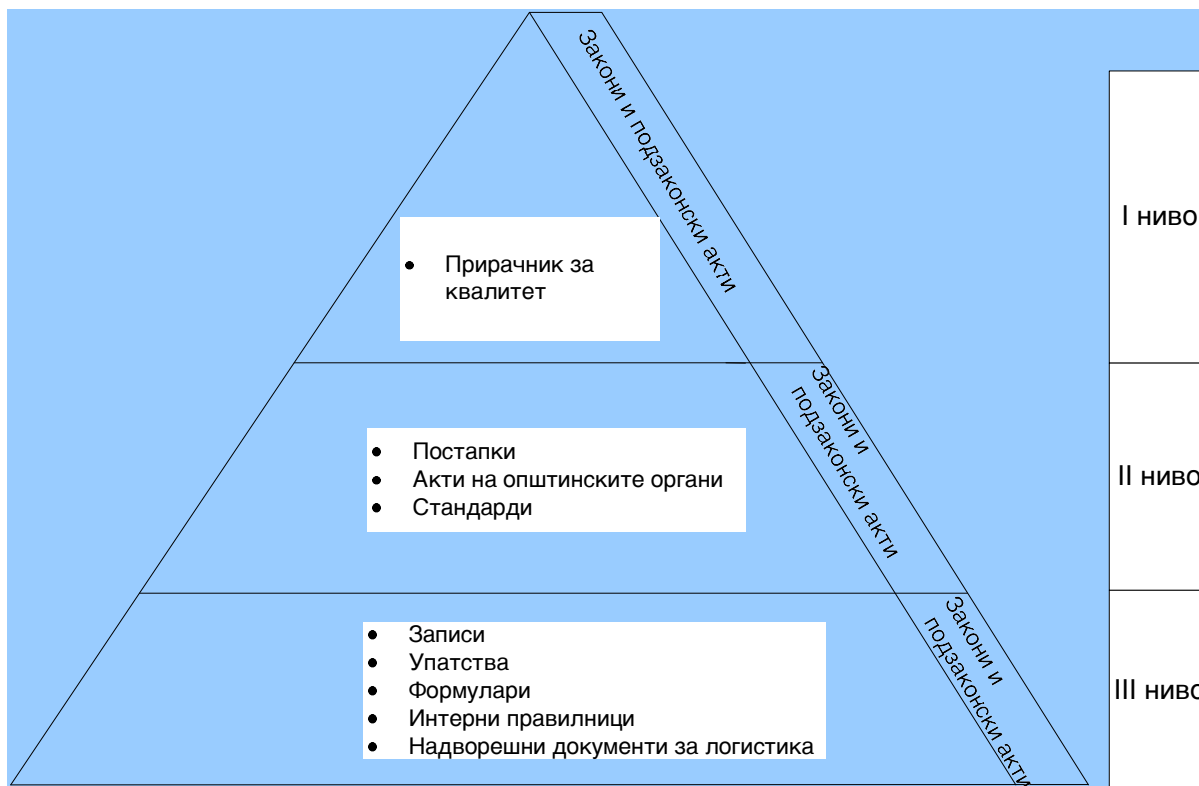 Закони и подзаконски акти
I ниво
• Прирачник за
квалитет
Закони и
подзаконски акти
II ниво
• Постапки
• Акти на општинските органи
• Стандарди
Закони и
подзаконски акти
III ниво
• Записи
• Упатства
• Формулари
• Интерни правилници
• Надворешни документи за логистика